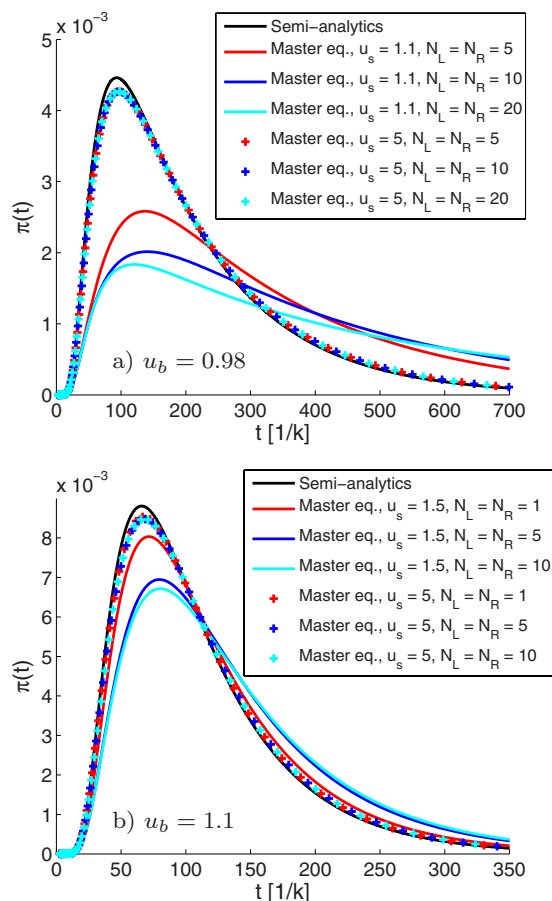 x 10⁻³
5
4
3
2
1
0
π(t)
Semi-analytics
Master eq., u_s = 1.1, N_L = N_R = 5
Master eq., u_s = 1.1, N_L = N_R = 10
Master eq., u_s = 1.1, N_L = N_R = 20
Master eq., u_s = 5, N_L = N_R = 5
Master eq., u_s = 5, N_L = N_R = 10
Master eq., u_s = 5, N_L = N_R = 20
a) u_b = 0.98
0 100 200 300 400 500 600 700
t [1/k]
x 10⁻³
8
7
6
5
4
3
2
1
0
π(t)
Semi-analytics
Master eq., u_s = 1.5, N_L = N_R = 1
Master eq., u_s = 1.5, N_L = N_R = 5
Master eq., u_s = 1.5, N_L = N_R = 10
Master eq., u_s = 5, N_L = N_R = 1
Master eq., u_s = 5, N_L = N_R = 5
Master eq., u_s = 5, N_L = N_R = 10
b) u_b = 1.1
0 50 100 150 200 250 300 350
t [1/k]